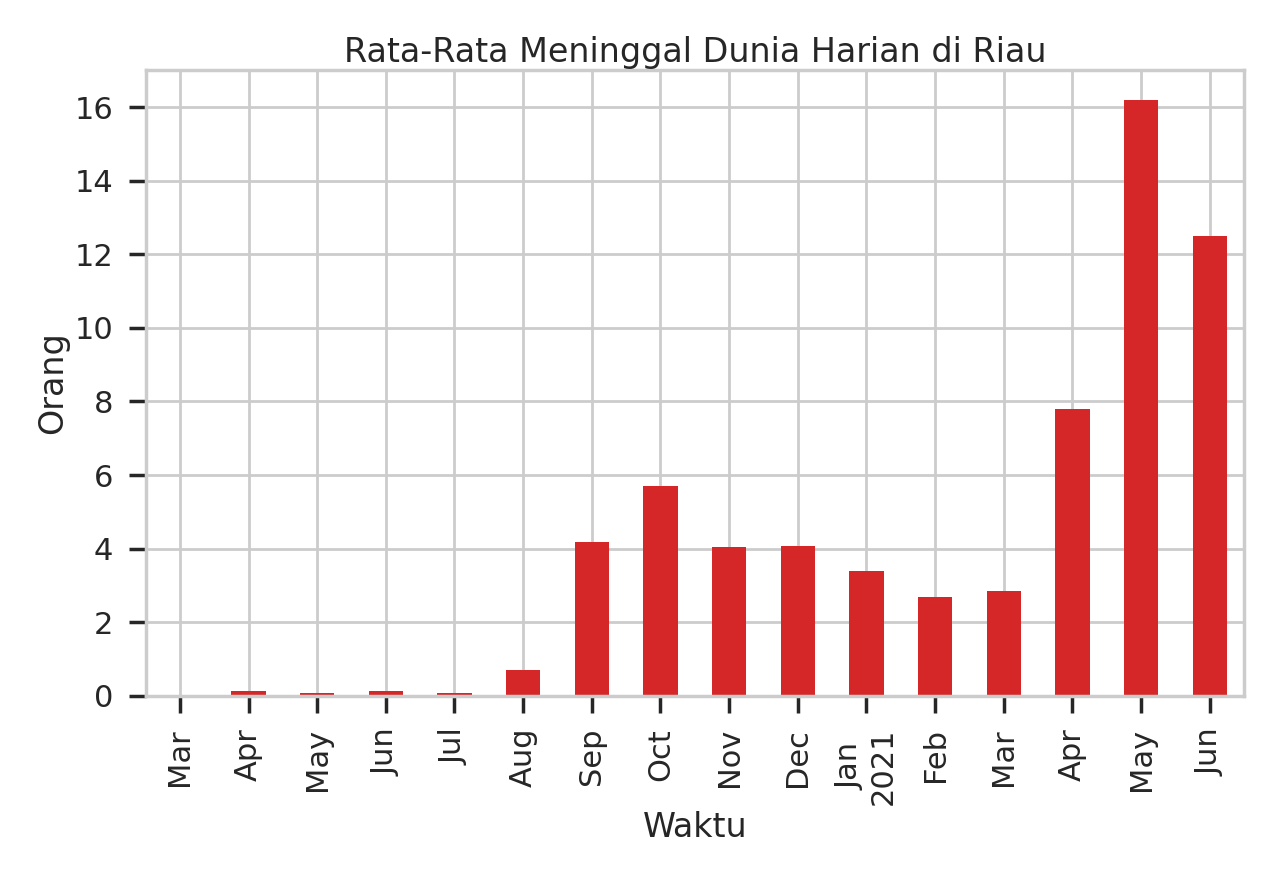 Rata-Rata Meninggal Dunia Harian di Riau
16
14
12
10
8
6
4
2
0
Orang
Mar
Apr
May
Jun
Jul
Aug
Sep
Oct
Nov
Dec
Jan
2021
Feb
Mar
Apr
May
Jun
Waktu